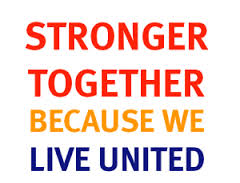 STRONGER
TOGETHER
BECAUSE WE
LIVE UNITED